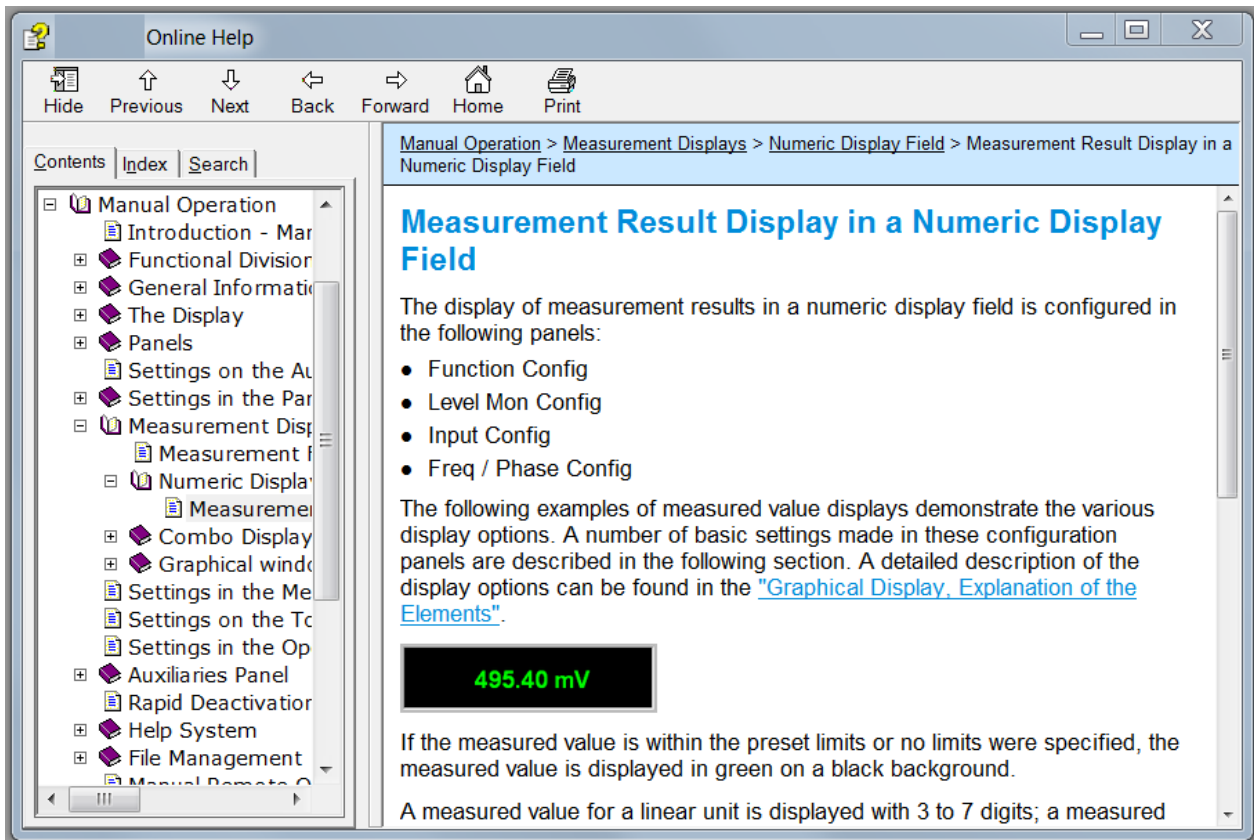 Online Help
Hide Previous Next Back Forward Home Print
Contents Index Search
Manual Operation
Introduction - Mar
Functional Division
General Informatic
The Display
Panels
Settings on the Au
Settings in the Par
Measurement Disp
Measurement F
Numeric Display
Measuremen
Combo Display
Graphical windo
Settings in the Me
Settings on the To
Settings in the Op
Auxiliaries Panel
Rapid Deactivation
Help System
File Management
Manual Remote O
Manual Operation > Measurement Displays > Numeric Display Field > Measurement Result Display in a
Numeric Display Field
Measurement Result Display in a Numeric Display
Field
The display of measurement results in a numeric display field is configured in
the following panels:
● Function Config
● Level Mon Config
● Input Config
● Freq / Phase Config
The following examples of measured value displays demonstrate the various
display options. A number of basic settings made in these configuration
panels are described in the following section. A detailed description of the
display options can be found in the "Graphical Display, Explanation of the
Elements".
495.40 mV
If the measured value is within the preset limits or no limits were specified, the
measured value is displayed in green on a black background.
A measured value for a linear unit is displayed with 3 to 7 digits; a measured